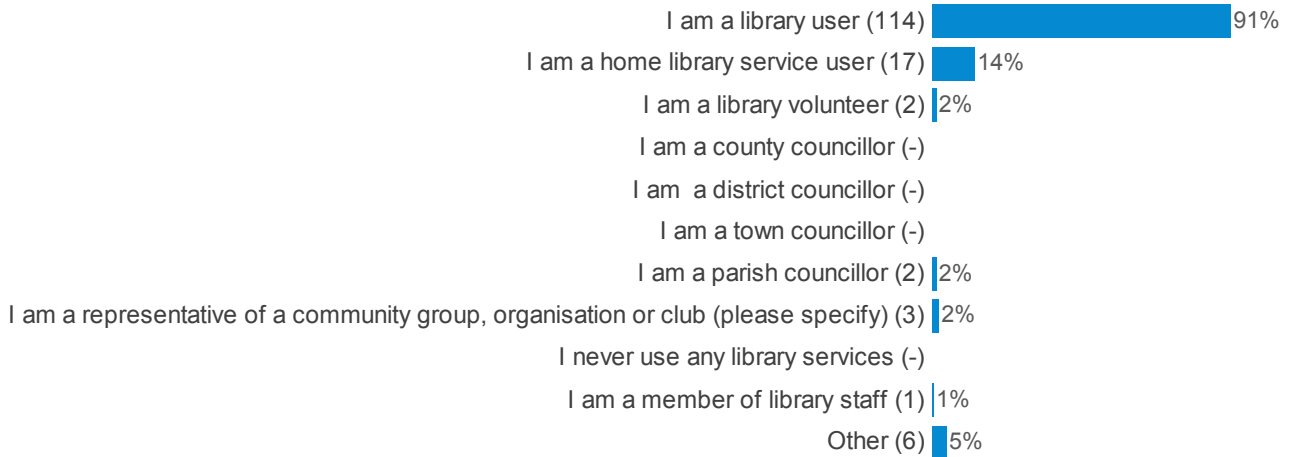 I am a library user (114) 91%
I am a home library service user (17) 14%
I am a library volunteer (2) 2%
I am a county councillor (-)
I am  a district councillor (-)
I am a town councillor (-)
I am a parish councillor (2) 2%
I am a representative of a community group, organisation or club (please specify) (3) 2%
I never use any library services (-)
I am a member of library staff (1) 1%
Other (6) 5%